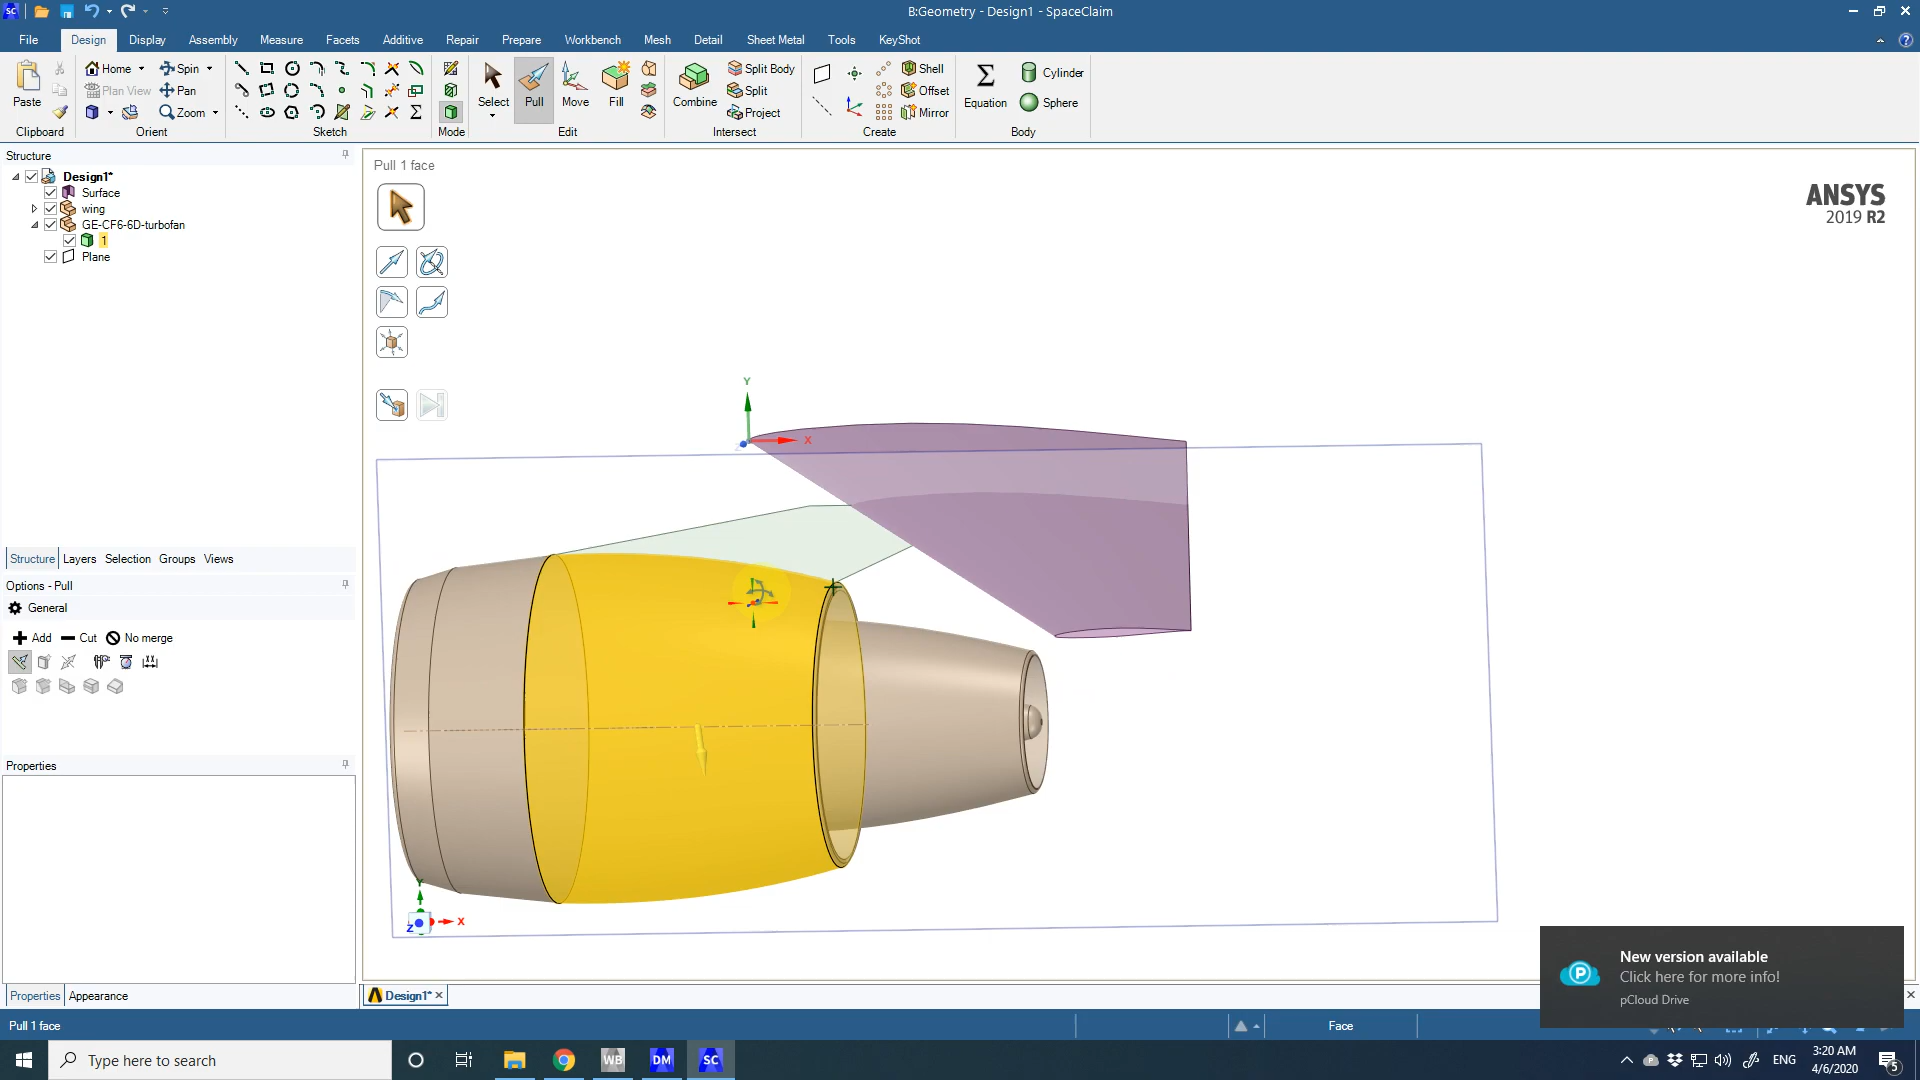 B:Geometry - Design1 - SpaceClaim
File Design Display Assembly Measure Facets Additive Repair Prepare Workbench Mesh Detail Sheet Metal Tools KeyShot
Paste
Clipboard
Home Spin
Plan View Pan
Zoom
Orient
Sketch
Mode
Select Pull Move Fill
Edit
Combine
Split Body
Split
Project
Intersect
Shell
Offset
Mirror
Create
Equation
Cylinder
Sphere
Body
Structure
Design1*
Surface
wing
GE-CF6-6D-turbofan
1
Plane
Structure Layers Selection Groups Views
Options - Pull
General
Add Cut No merge
Properties
Properties Appearance
Pull 1 face
ANSYS
2019 R2
Y
X
Y
X
Z
Design1*
New version available
Click here for more info!
pCloud Drive
Pull 1 face
Face
Type here to search
WB
DM
SC
ENG
3:20 AM
4/6/2020
5